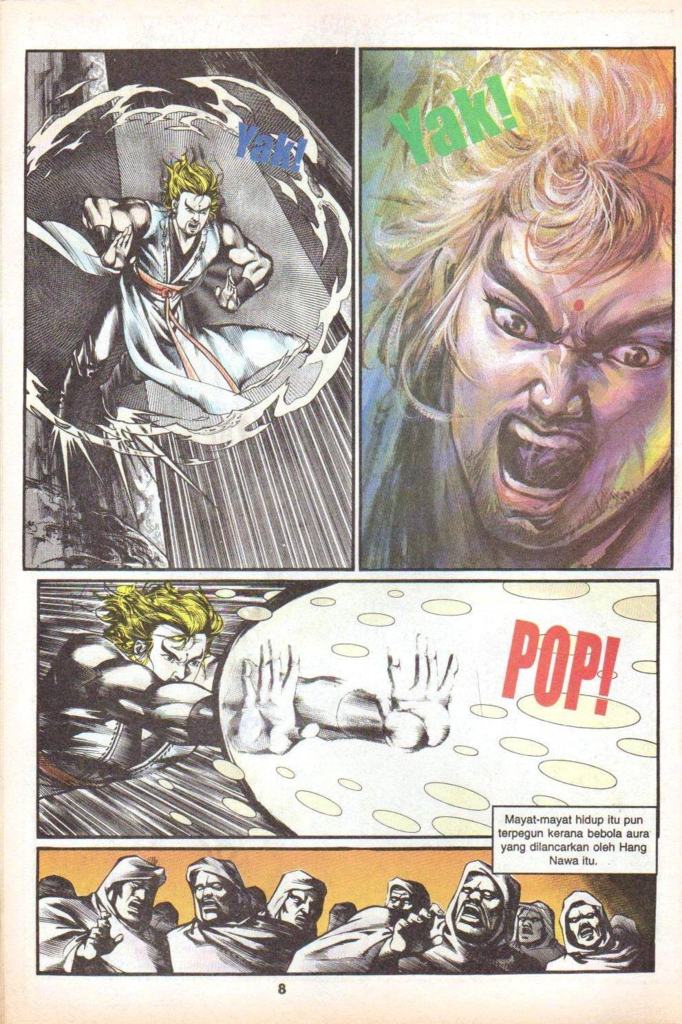 Yak!
Yak!
POP!
Mayat-mayat hidup itu pun
terpegun kerana bebola aura
yang dilancarkan oleh Hang
Nawa itu.
8